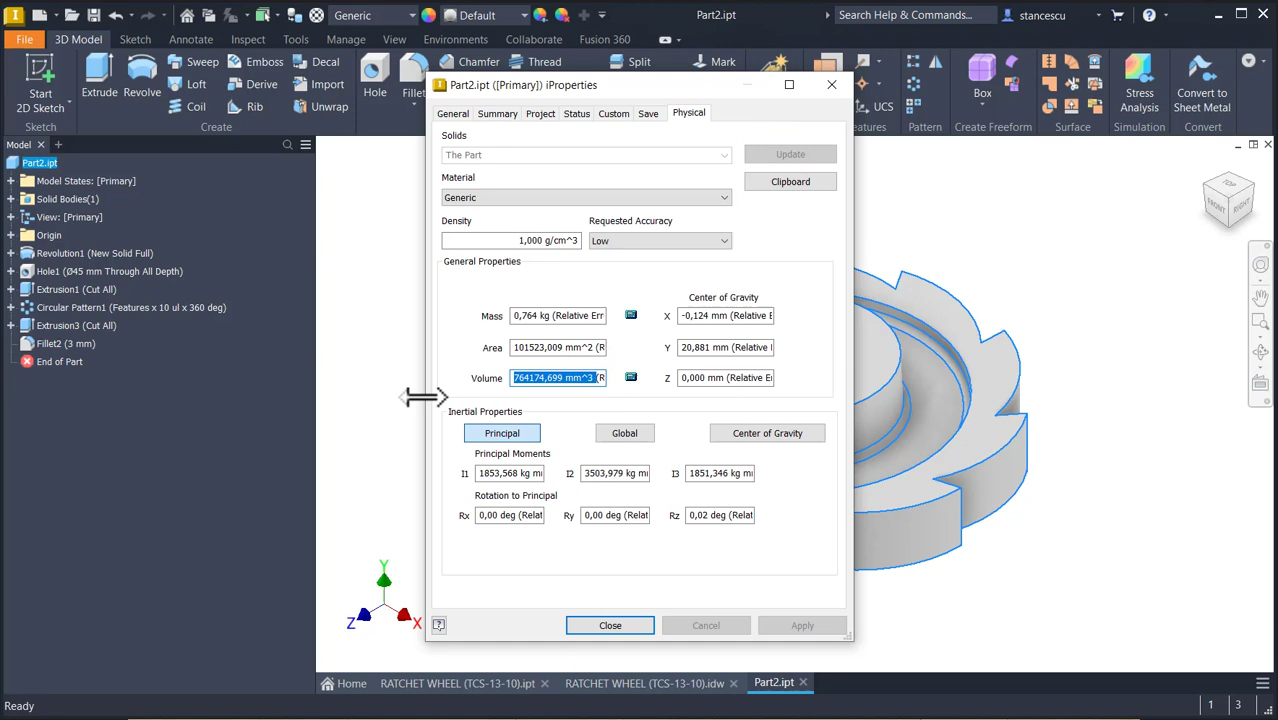 Generic
Default
Part2.ipt
Search Help & Commands...
stancescu
File
3D Model
Sketch
Annotate
Inspect
Tools
Manage
View
Environments
Collaborate
Fusion 360
Start
2D Sketch
Extrude
Revolve
Sweep
Loft
Coil
Emboss
Derive
Rib
Decal
Import
Unwrap
Hole
Fillet
Chamfer
Thread
Split
Mark
UCS
Box
Stress
Analysis
Convert to
Sheet Metal
Sketch
Create
Pattern
Create Freeform
Surface
Simulation
Convert
Model
Part2.ipt
Model States: [Primary]
Solid Bodies(1)
View: [Primary]
Origin
Revolution1 (New Solid Full)
Hole1 (Ø45 mm Through All Depth)
Extrusion1 (Cut All)
Circular Pattern1 (Features x 10 ul x 360 deg)
Extrusion3 (Cut All)
Fillet2 (3 mm)
End of Part
Part2.ipt ([Primary]) iProperties
General
Summary
Project
Status
Custom
Save
Physical
Solids
The Part
Update
Material
Clipboard
Generic
Density
Requested Accuracy
1,000 g/cm^3
Low
General Properties
Center of Gravity
Mass
0,764 kg (Relative Err
X
-0,124 mm (Relative E
Area
101523,009 mm^2 (R
Y
20,881 mm (Relative I
Volume
764174,699 mm^3 (R
Z
0,000 mm (Relative Er
Inertial Properties
Principal
Global
Center of Gravity
Principal Moments
I1
1853,568 kg m
I2
3503,979 kg m
I3
1851,346 kg m
Rotation to Principal
Rx
0,00 deg (Relat
Ry
0,00 deg (Relat
Rz
0,02 deg (Relat
Close
Cancel
Apply
TOP
FRONT
RIGHT
Y
Z
X
Home
RATCHET WHEEL (TCS-13-10).ipt
RATCHET WHEEL (TCS-13-10).idw
Part2.ipt
Ready
1
3